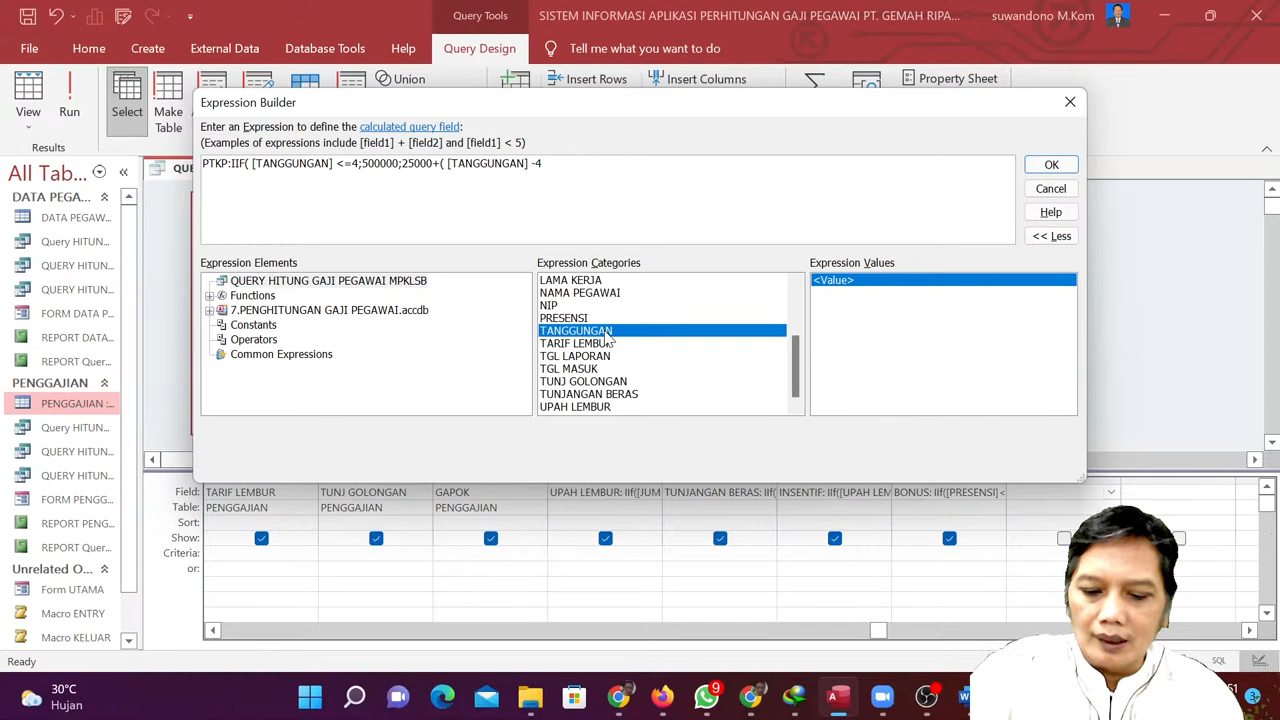 Query Tools
SISTEM INFORMASI APLIKASI PERHITUNGAN GAJI PEGAWAI PT. GEMAH RIPA...
suwandono M.Kom
File
Home
Create
External Data
Database Tools
Help
Query Design
Tell me what you want to do
View
Run
Results
Select
Make
Table
Union
Insert Rows
Insert Columns
Property Sheet
Expression Builder
Enter an Expression to define the calculated query field:
(Examples of expressions include [field1] + [field2] and [field1] < 5)
PTKP:IIF( [TANGGUNGAN] <=4;500000;25000+( [TANGGUNGAN] -4
OK
Cancel
Help
<< Less
Expression Elements
QUERY HITUNG GAJI PEGAWAI MPKLSB
Functions
7.PENGHITUNGAN GAJI PEGAWAI.accdb
Constants
Operators
Common Expressions
Expression Categories
LAMA KERJA
NAMA PEGAWAI
NIP
PRESENSI
TANGGUNGAN
TARIF LEMBUR
TGL LAPORAN
TGL MASUK
TUNJ GOLONGAN
TUNJANGAN BERAS
UPAH LEMBUR
Expression Values
<Value>
All Tab...
DATA PEGA...
DATA PEGAW...
Query HITUN...
QUERY HITUN...
QUERY HITUN...
FORM DATA P...
REPORT DATA...
REPORT Quer...
PENGGAJIAN
PENGGAJIAN :...
Query HITUN...
QUERY HITUN...
QUERY HITUN...
FORM PENGG...
REPORT PENG...
REPORT Quer...
Unrelated O...
Form UTAMA
Macro ENTRY
Macro KELUAR
QUE
Field: TARIF LEMBUR TUNJ GOLONGAN GAPOK UPAH LEMBUR: IIf([JUM TUNJANGAN BERAS: IIf( INSENTIF: IIf([UPAH LEM BONUS: IIf([PRESENSI]<
Table: PENGGAJIAN PENGGAJIAN PENGGAJIAN
Sort:
Show:
Criteria:
or:
Ready
SQL
30°C
Hujan
9
3